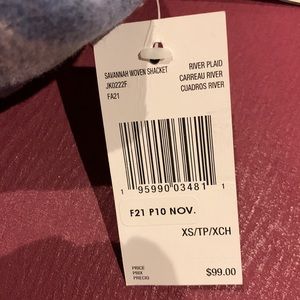 SAVANNAH WOVEN SHACKET
JK0222F
FA21
RIVER PLAID
CARREAU RIVER
CUADROS RIVER
1 95990 03481 1
F21 P10 NOV.
XS/TP/XCH
PRICE
PRIX
PRECIO
$99.00